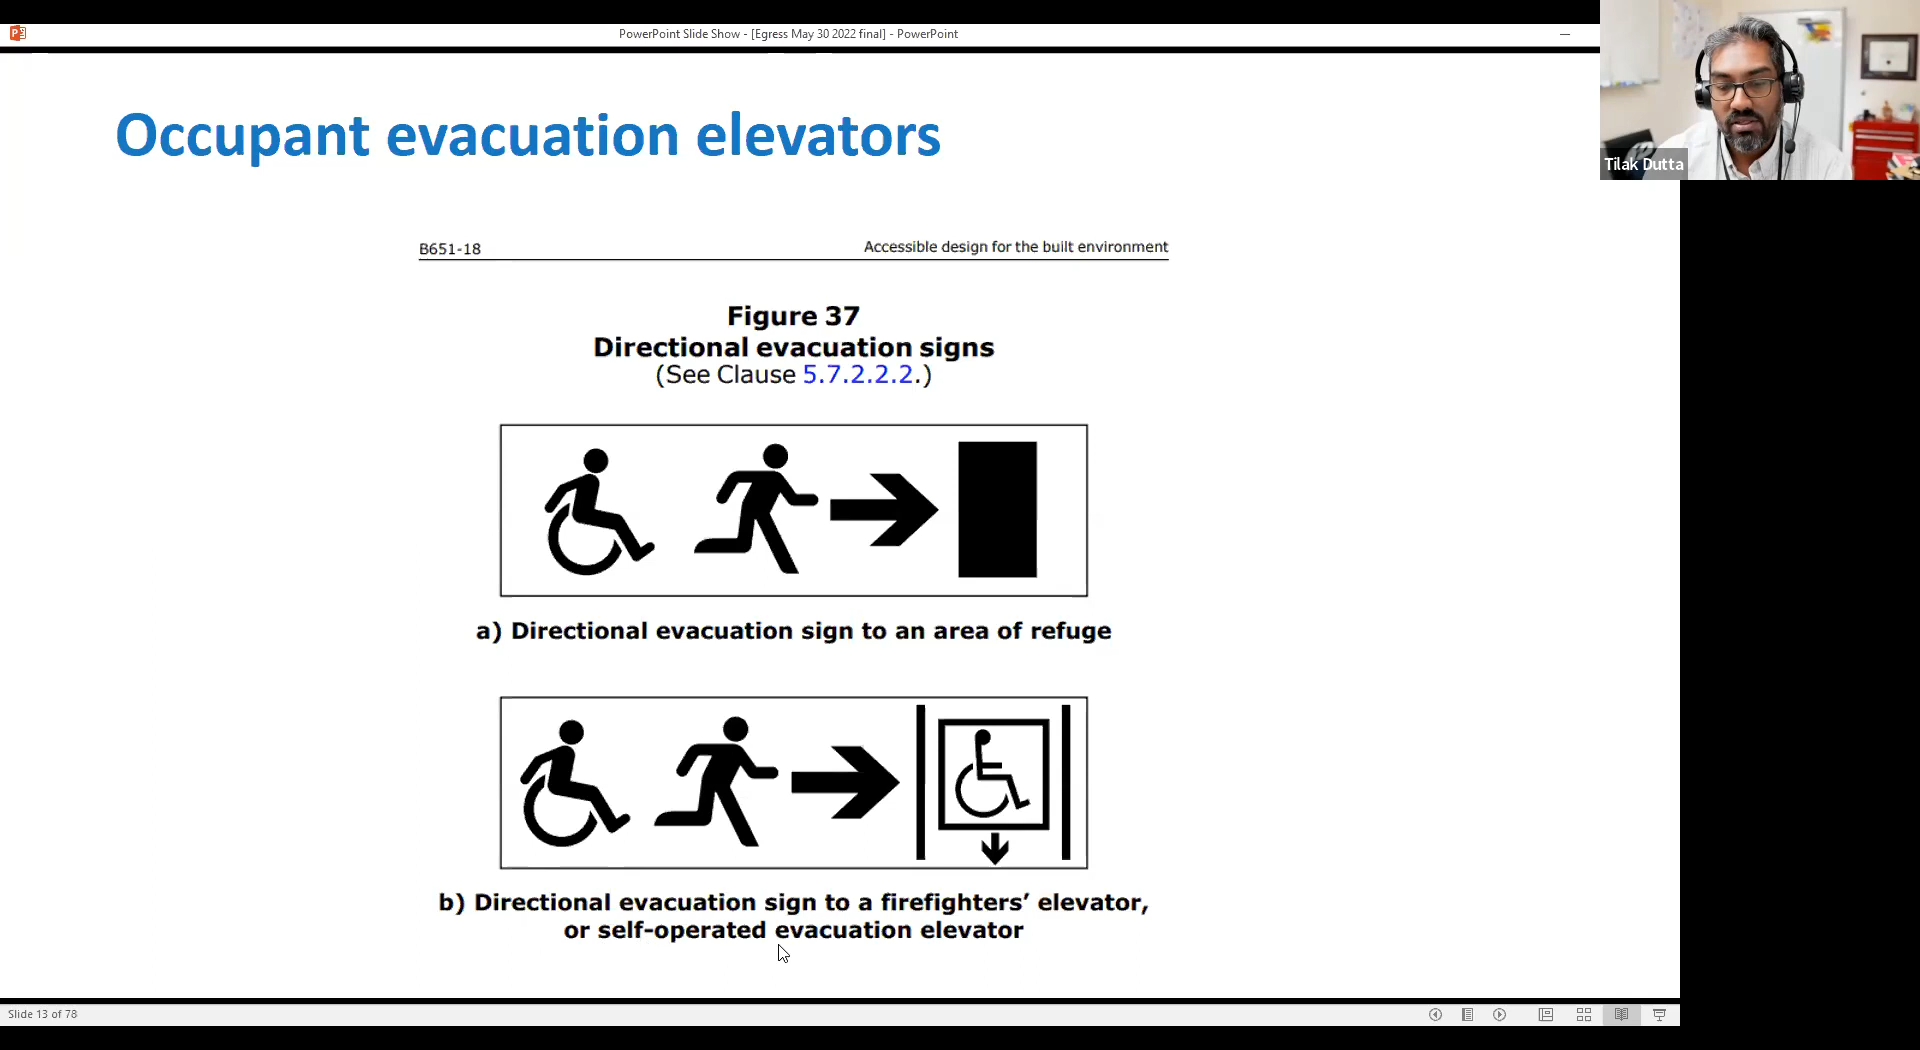 PowerPoint Slide Show - [Egress May 30 2022 final] - PowerPoint
Tilak Dutta
Occupant evacuation elevators
B651-18 Accessible design for the built environment
Figure 37
Directional evacuation signs
(See Clause 5.7.2.2.2.)
a) Directional evacuation sign to an area of refuge
b) Directional evacuation sign to a firefighters’ elevator,
or self-operated evacuation elevator
Slide 13 of 78